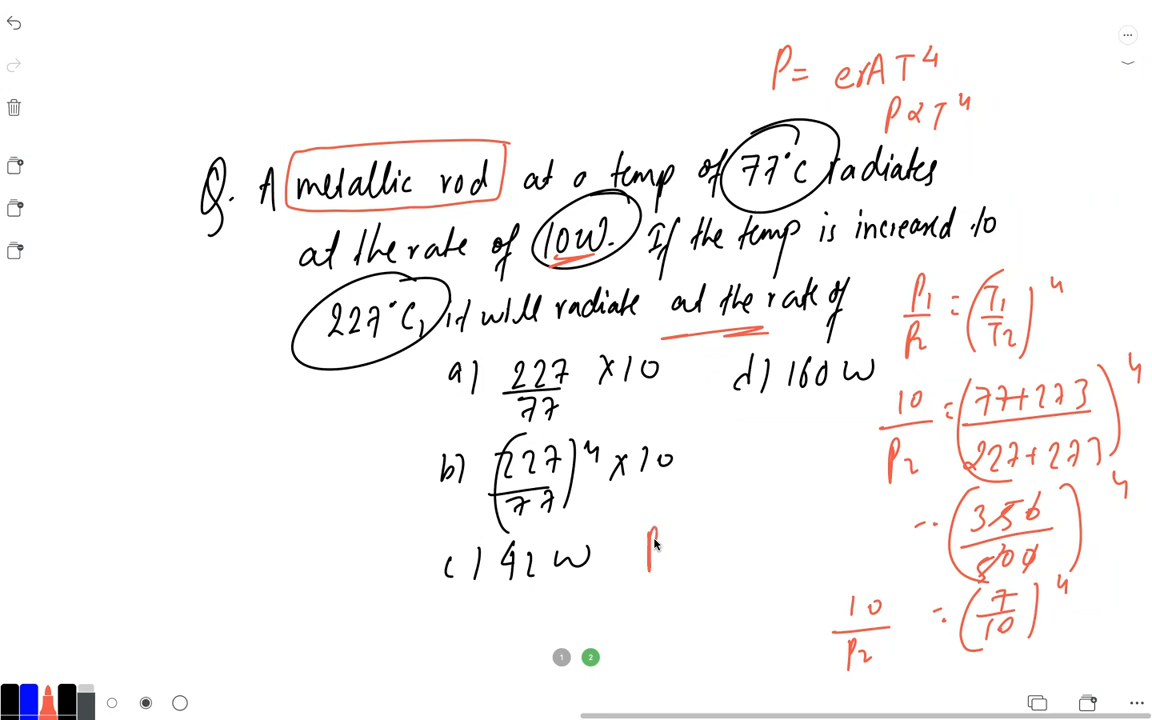 P = eσAT⁴
P ∝ T⁴
Q. A metallic rod at a temp of 77°C radiates
at the rate of 10W. If the temp is increased to
227°C, it will radiate at the rate of
a) 227/77 × 10
d) 160 W
b) (227/77)⁴ × 10
c) 42 W
P
P₁/P₂ = (T₁/T₂)⁴
10/P₂ = (77+273/227+273)⁴
= (350/500)⁴
10/P₂ = (7/10)⁴
1
2